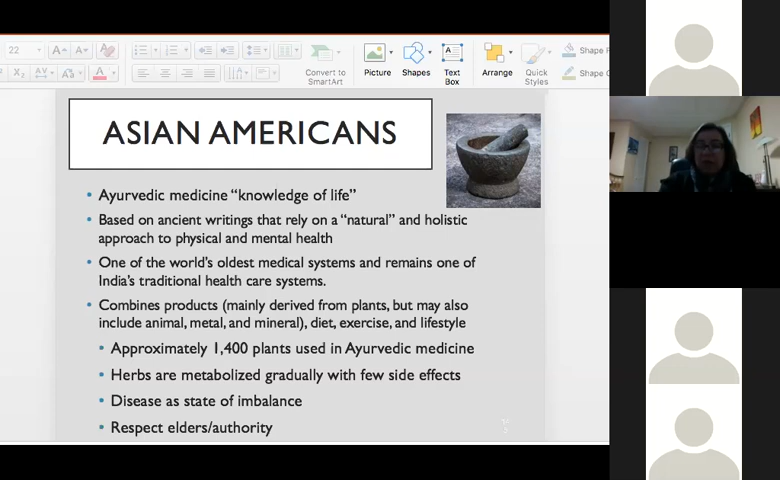 22
A
A
A
X₂
AV
A
Convert to
SmartArt
Picture
Shapes
Text
Box
Arrange
Quick
Styles
Shape F
Shape O
ASIAN AMERICANS
• Ayurvedic medicine “knowledge of life”
• Based on ancient writings that rely on a “natural” and holistic
approach to physical and mental health
• One of the world’s oldest medical systems and remains one of
India’s traditional health care systems.
• Combines products (mainly derived from plants, but may also
include animal, metal, and mineral), diet, exercise, and lifestyle
• Approximately 1,400 plants used in Ayurvedic medicine
• Herbs are metabolized gradually with few side effects
• Disease as state of imbalance
• Respect elders/authority